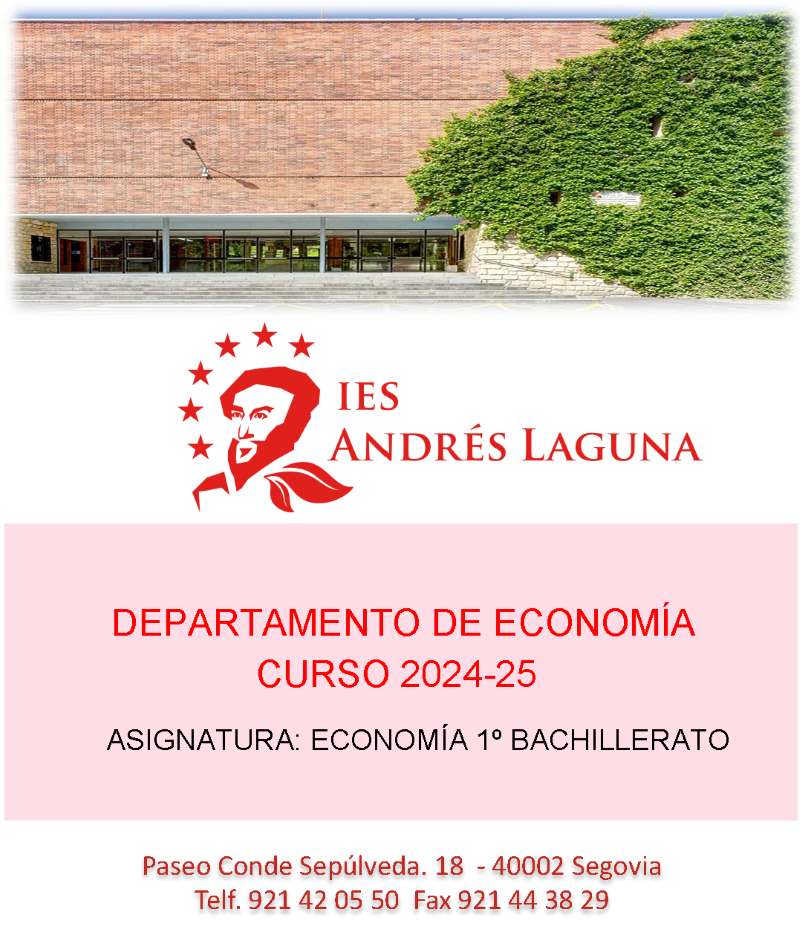 IES
ANDRÉS LAGUNA
DEPARTAMENTO DE ECONOMÍA
CURSO 2024-25
ASIGNATURA: ECONOMÍA 1º BACHILLERATO
Paseo Conde Sepúlveda. 18 - 40002 Segovia
Telf. 921 42 05 50 Fax 921 44 38 29